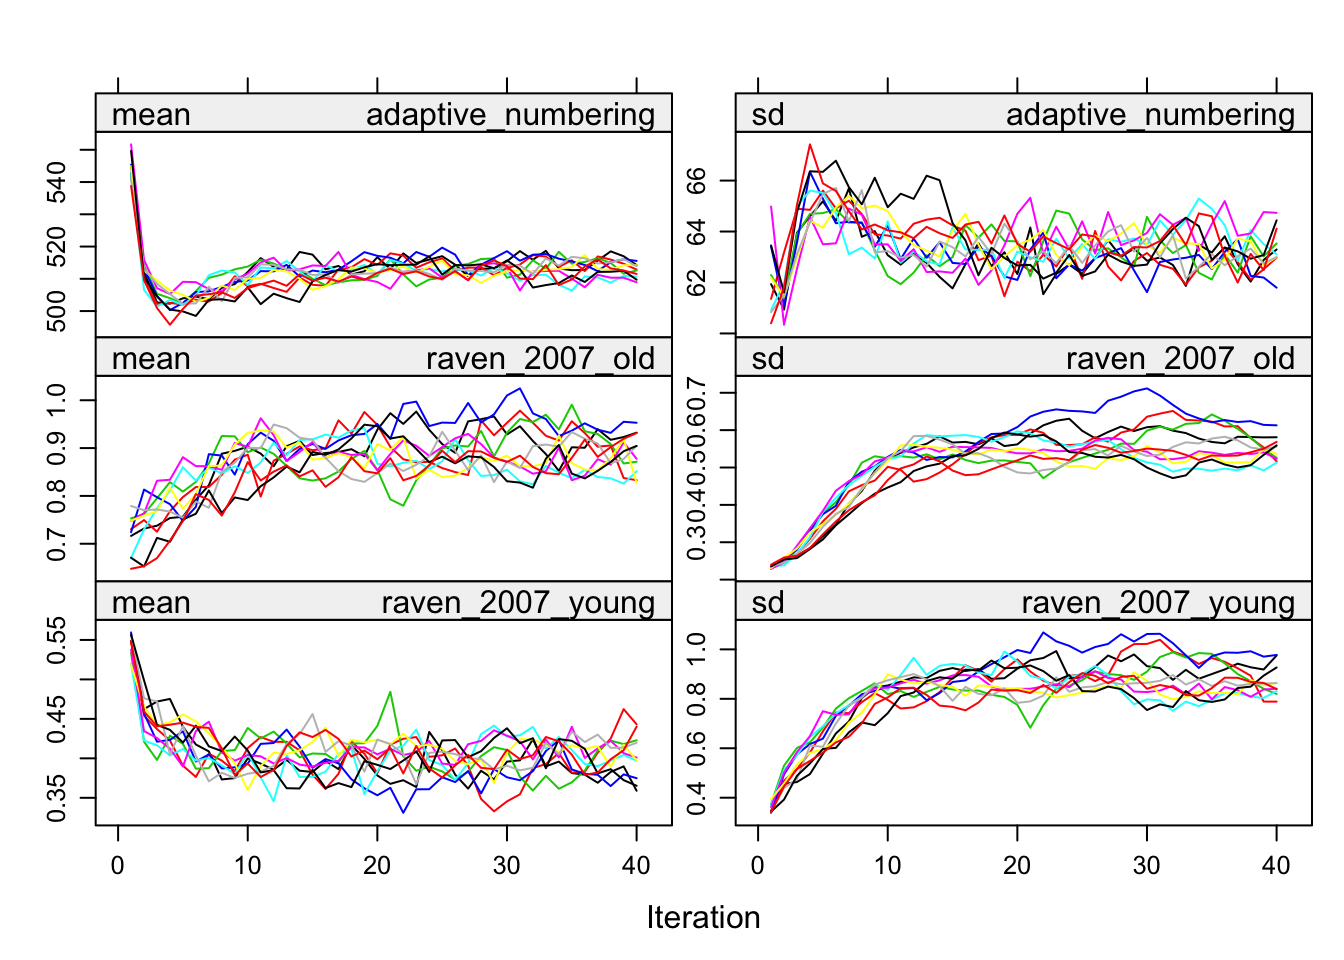 mean adaptive_numbering
sd adaptive_numbering
500 520 540
62 64 66
mean raven_2007_old
sd raven_2007_old
0.7 0.8 0.9 1.0
0.3 0.4 0.5 0.6 0.7
mean raven_2007_young
sd raven_2007_young
0.35 0.45 0.55
0.4 0.6 0.8 1.0
0 10 20 30 40
0 10 20 30 40
Iteration